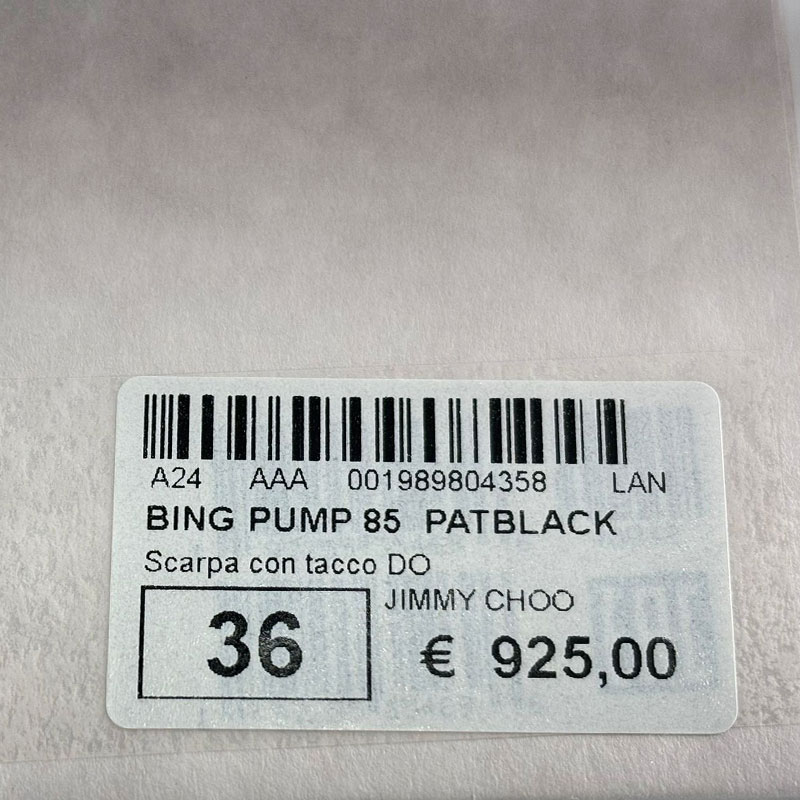 A24 AAA 001989804358 LAN
BING PUMP 85 PATBLACK
Scarpa con tacco DO
JIMMY CHOO
36
€ 925,00